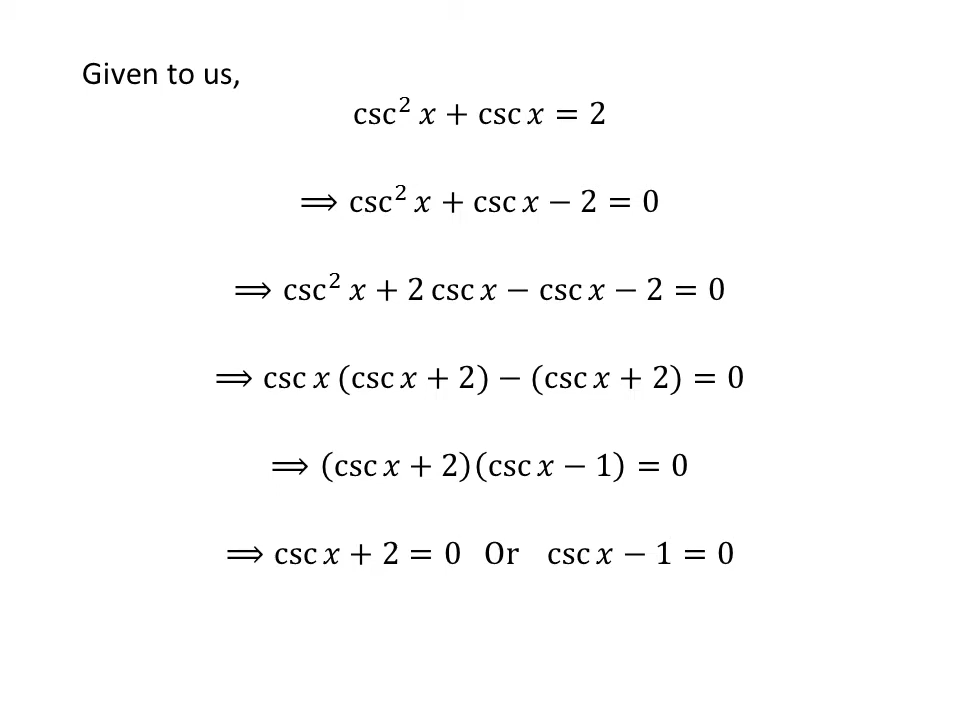 Given to us,
csc² 𝑥 + csc 𝑥 = 2
⟹ csc² 𝑥 + csc 𝑥 − 2 = 0
⟹ csc² 𝑥 + 2 csc 𝑥 − csc 𝑥 − 2 = 0
⟹ csc 𝑥 (csc 𝑥 + 2) − (csc 𝑥 + 2) = 0
⟹ (csc 𝑥 + 2)(csc 𝑥 − 1) = 0
⟹ csc 𝑥 + 2 = 0 Or csc 𝑥 − 1 = 0